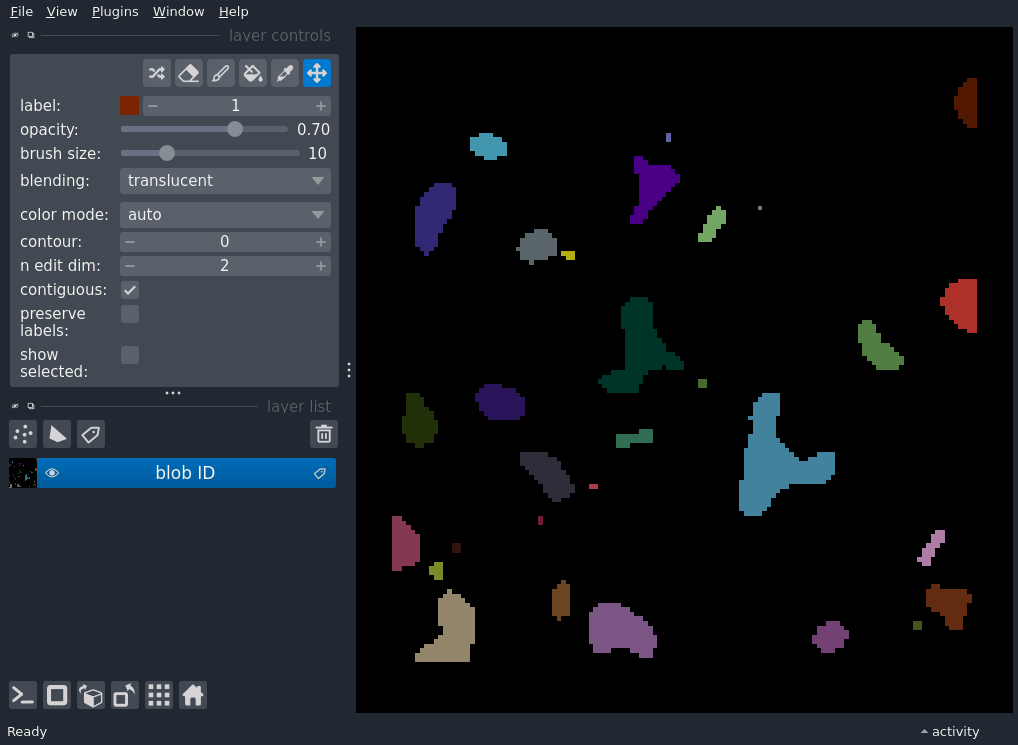 File View Plugins Window Help
layer controls
label: 1
opacity: 0.70
brush size: 10
blending: translucent
color mode: auto
contour: 0
n edit dim: 2
contiguous:
preserve
labels:
show
selected:
layer list
blob ID
Ready
activity